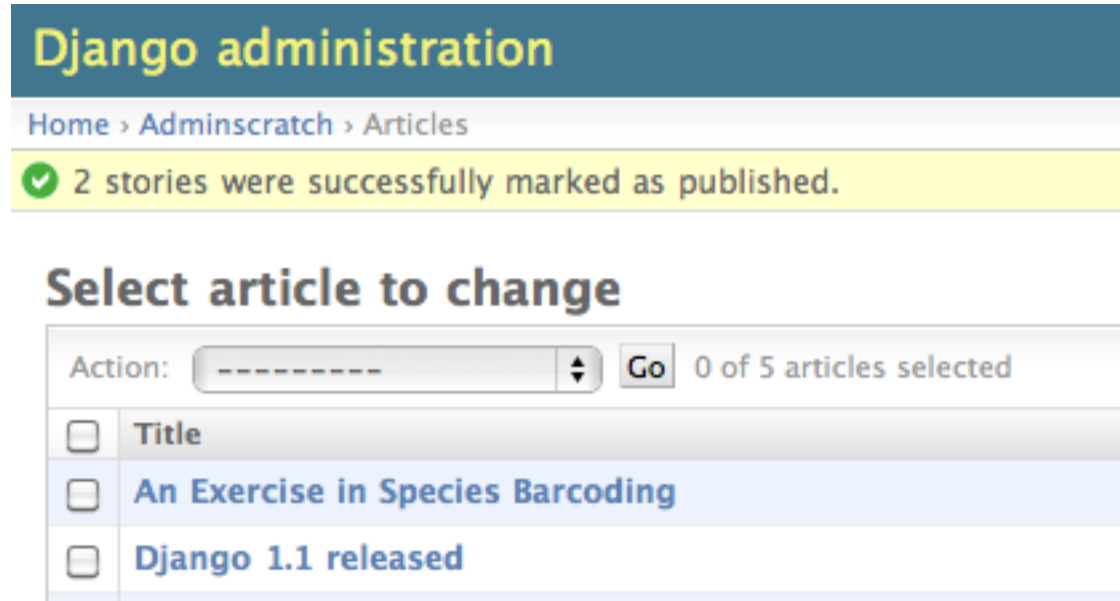 Django administration
Home › Adminscratch › Articles
2 stories were successfully marked as published.
Select article to change
Action: --------- Go 0 of 5 articles selected
Title
An Exercise in Species Barcoding
Django 1.1 released